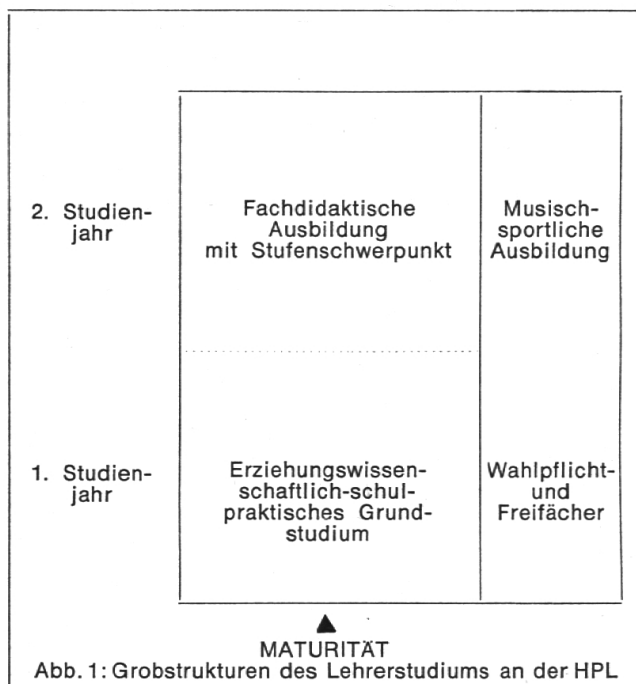 2. Studien-
jahr
Fachdidaktische
Ausbildung
mit Stufenschwerpunkt
Musisch-
sportliche
Ausbildung
1. Studien-
jahr
Erziehungswissen-
schaftlich-schul-
praktisches Grund-
studium
Wahlpflicht-
und
Freifächer
MATURITÄT
Abb. 1: Grobstrukturen des Lehrerstudiums an der HPL